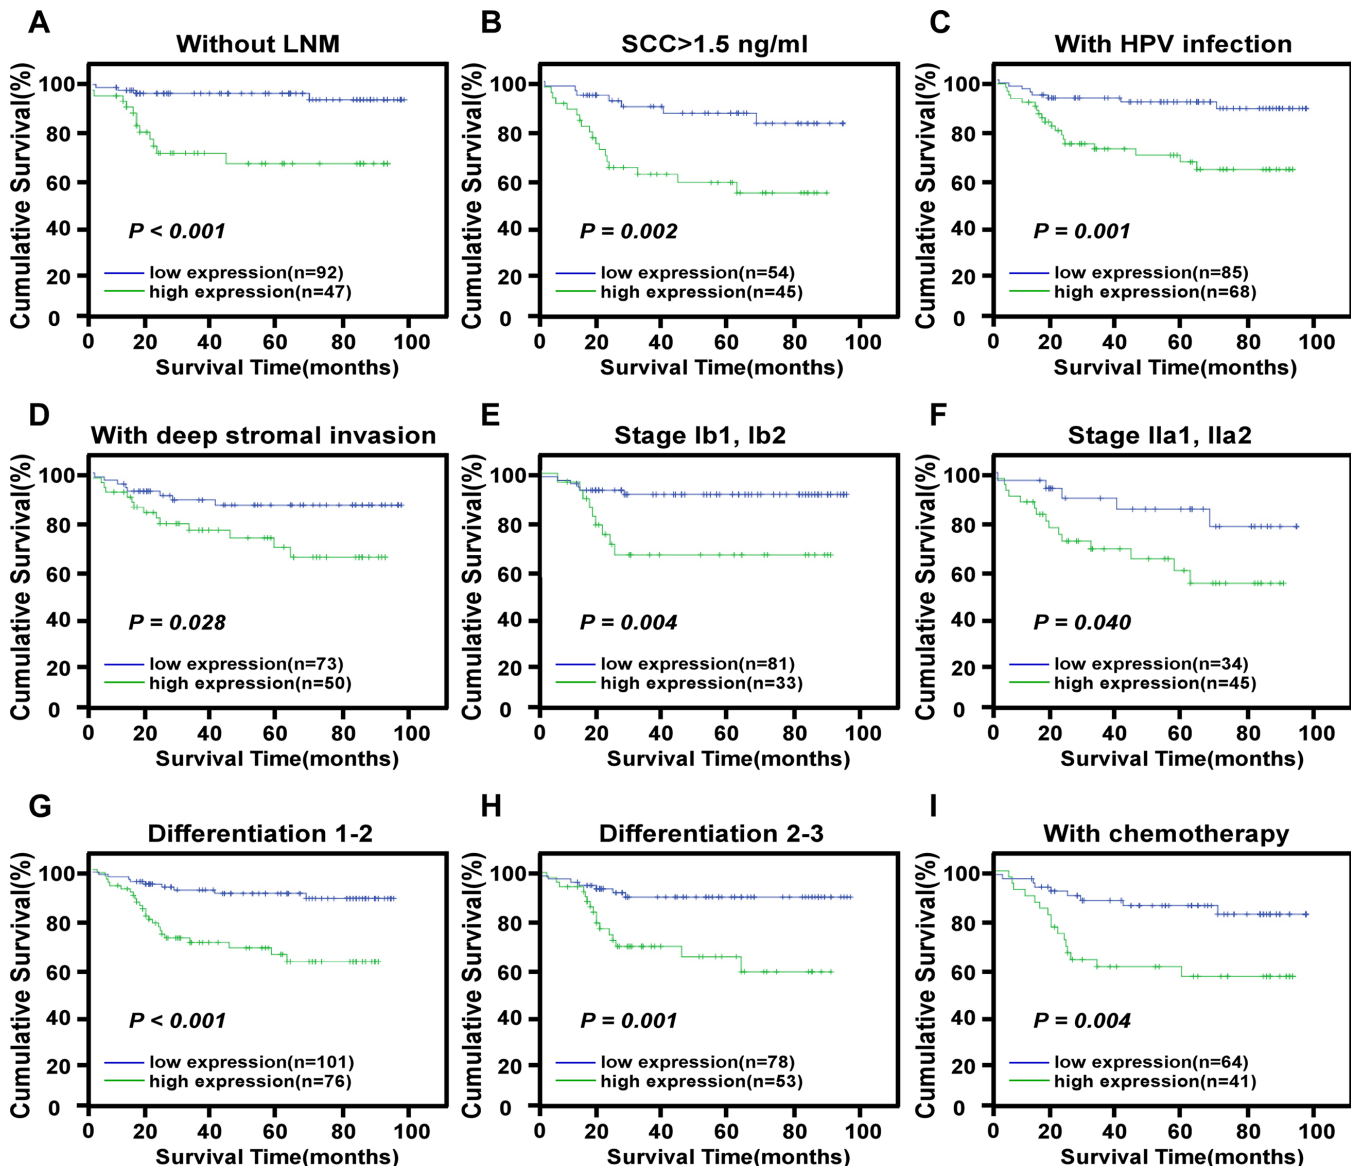 A
Without LNM
Cumulative Survival(%)
100
80
60
40
20
0
P < 0.001
low expression(n=92)
high expression(n=47)
0 20 40 60 80 100
Survival Time(months)
B
SCC>1.5 ng/ml
Cumulative Survival(%)
100
80
60
40
20
0
P = 0.002
low expression(n=54)
high expression(n=45)
0 20 40 60 80 100
Survival Time(months)
C
With HPV infection
Cumulative Survival(%)
100
80
60
40
20
0
P = 0.001
low expression(n=85)
high expression(n=68)
0 20 40 60 80 100
Survival Time(months)
D
With deep stromal invasion
Cumulative Survival(%)
100
80
60
40
20
0
P = 0.028
low expression(n=73)
high expression(n=50)
0 20 40 60 80 100
Survival Time(months)
E
Stage Ib1, Ib2
Cumulative Survival(%)
100
80
60
40
20
0
P = 0.004
low expression(n=81)
high expression(n=33)
0 20 40 60 80 100
Survival Time(months)
F
Stage IIa1, IIa2
Cumulative Survival(%)
100
80
60
40
20
0
P = 0.040
low expression(n=34)
high expression(n=45)
0 20 40 60 80 100
Survival Time(months)
G
Differentiation 1-2
Cumulative Survival(%)
100
80
60
40
20
0
P < 0.001
low expression(n=101)
high expression(n=76)
0 20 40 60 80 100
Survival Time(months)
H
Differentiation 2-3
Cumulative Survival(%)
100
80
60
40
20
0
P = 0.001
low expression(n=78)
high expression(n=53)
0 20 40 60 80 100
Survival Time(months)
I
With chemotherapy
Cumulative Survival(%)
100
80
60
40
20
0
P = 0.004
low expression(n=64)
high expression(n=41)
0 20 40 60 80 100
Survival Time(months)